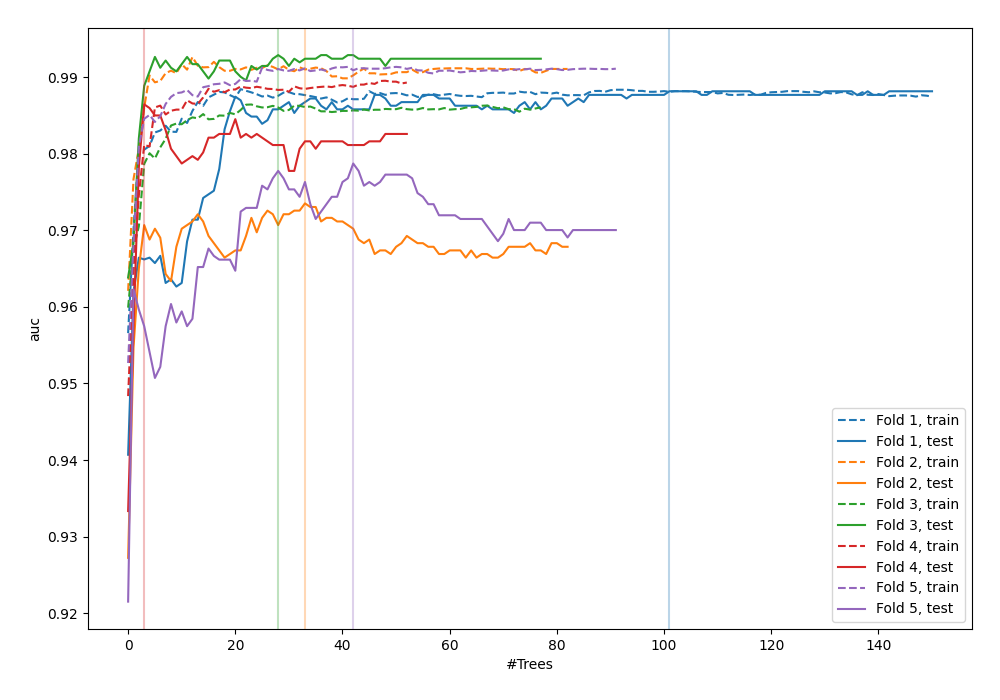 0.99
0.98
0.97
0.96
0.95
0.94
0.93
0.92
auc
0 20 40 60 80 100 120 140
#Trees
Fold 1, train
Fold 1, test
Fold 2, train
Fold 2, test
Fold 3, train
Fold 3, test
Fold 4, train
Fold 4, test
Fold 5, train
Fold 5, test